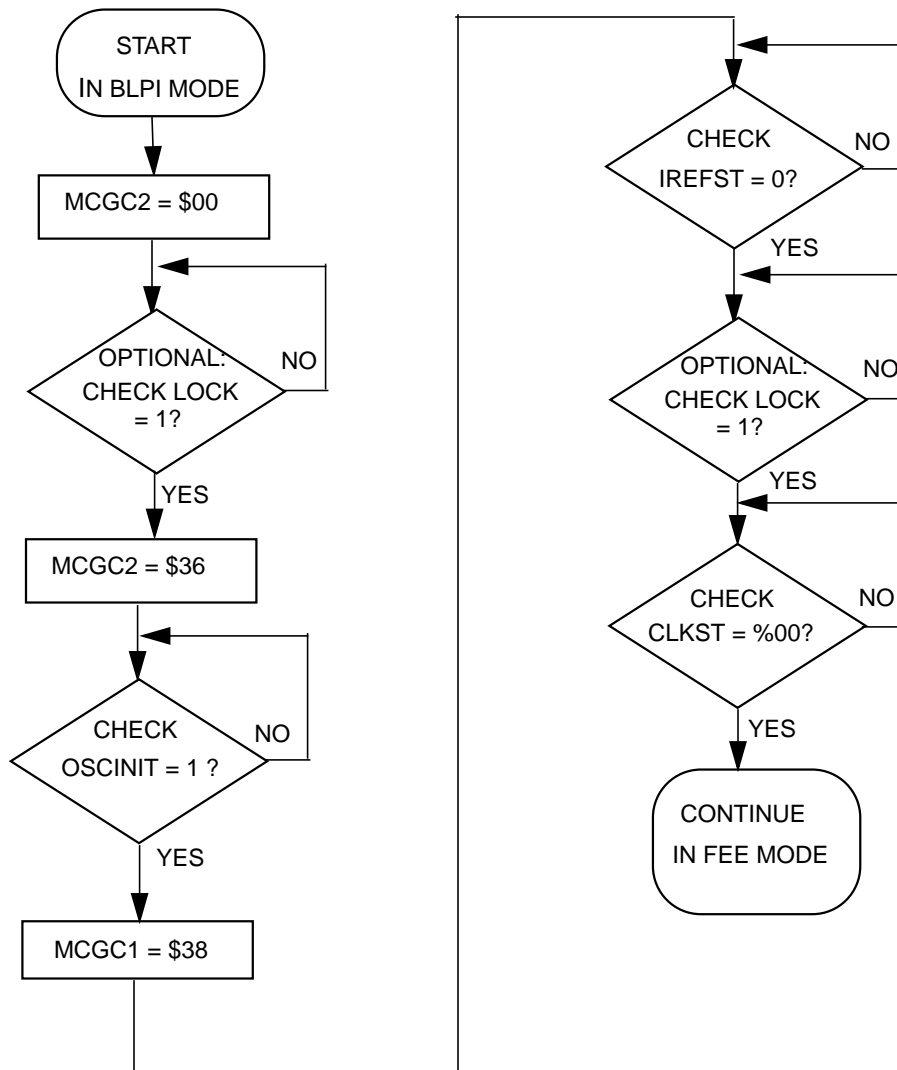 START
IN BLPI MODE
MCGC2 = $00
OPTIONAL:
CHECK LOCK
= 1?
NO
YES
MCGC2 = $36
CHECK
OSCINIT = 1 ?
NO
YES
MCGC1 = $38
CHECK
IREFST = 0?
NO
YES
OPTIONAL:
CHECK LOCK
= 1?
NO
YES
CHECK
CLKST = %00?
NO
YES
CONTINUE
IN FEE MODE